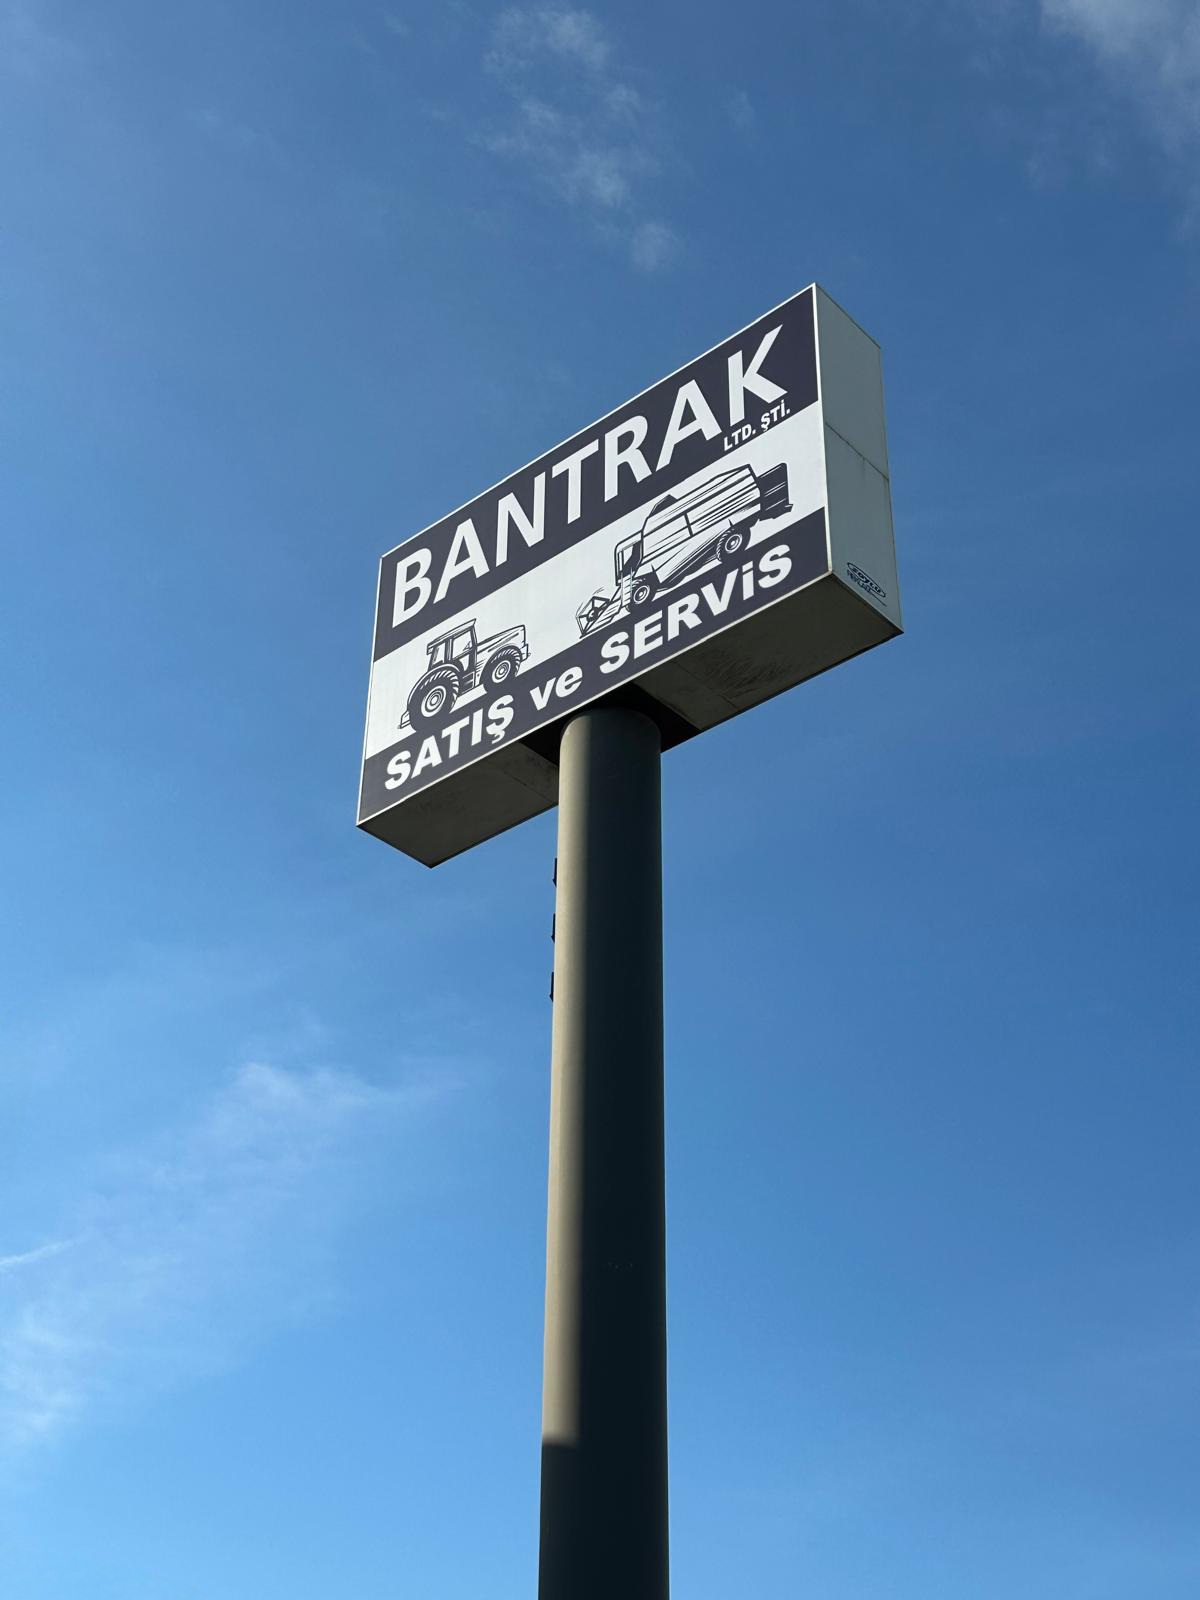 BANTRAK
LTD. ŞTİ.
SATIŞ ve SERViS